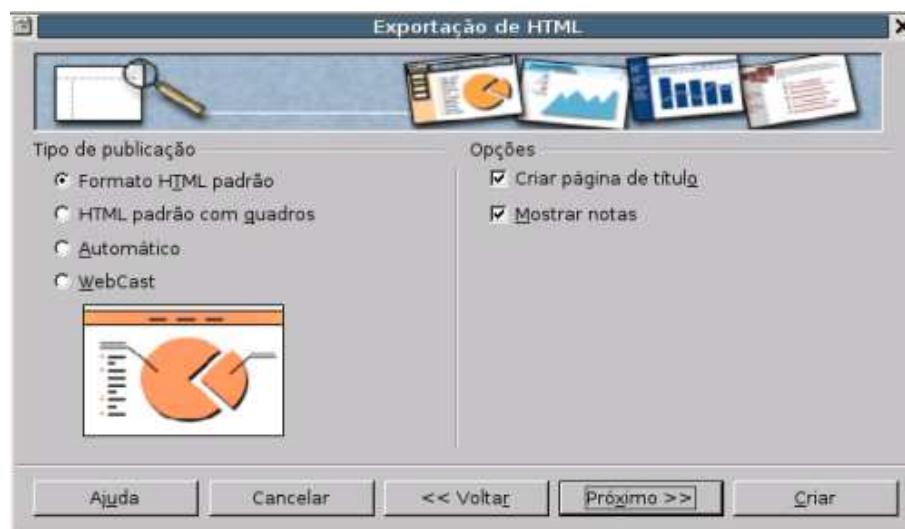 Exportação de HTML
Tipo de publicação
Formato HTML padrão
HTML padrão com quadros
Automático
WebCast
Opções
Criar página de título
Mostrar notas
Ajuda
Cancelar
<< Voltar
Próximo >>
Criar